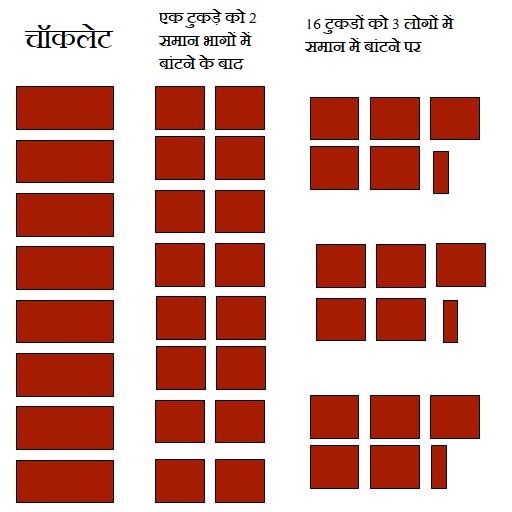 चॉकलेट
एक टुकड़े को 2
समान भागों में
बांटने के बाद
16 टुकडों को 3 लोगों में
समान में बांटने पर